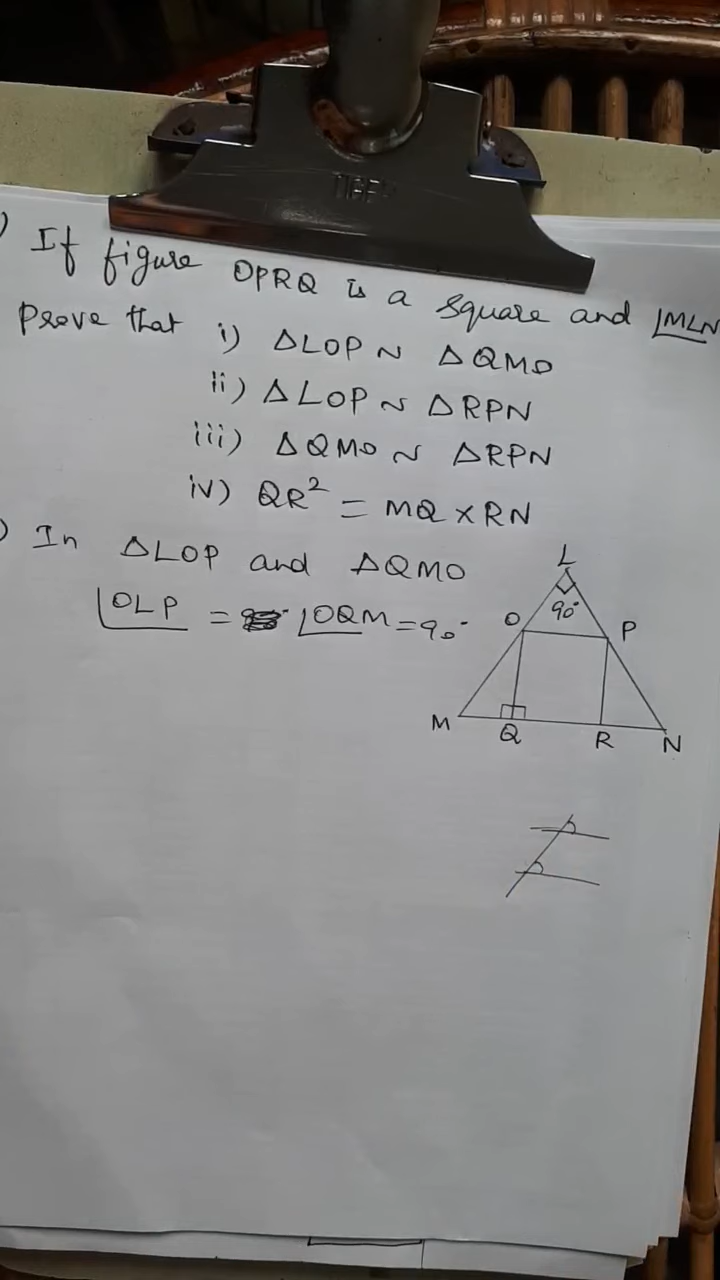 ) If figure OPRQ is a square and ∠MLN
Prove that i) ΔLOP ~ ΔQMO
ii) ΔLOP ~ ΔRPN
iii) ΔQMO ~ ΔRPN
iv) QR² = MQ × RN
) In ΔLOP and ΔQMO
∠OLP = ∠OQM = 90°
L
90°
O
P
M
Q
R
N